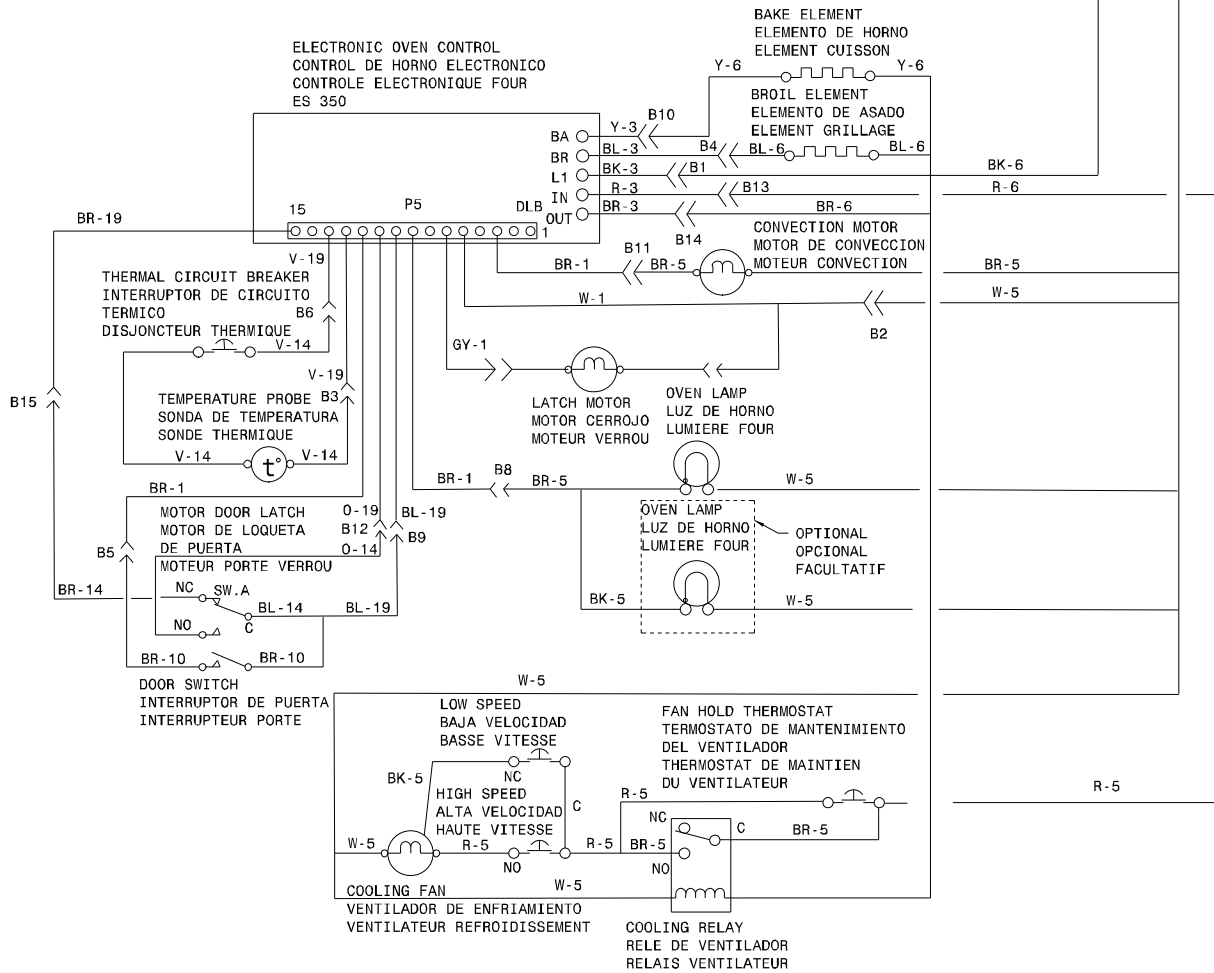 BAKE ELEMENT
ELEMENTO DE HORNO
ELEMENT CUISSON
ELECTRONIC OVEN CONTROL
CONTROL DE HORNO ELECTRONICO
CONTROLE ELECTRONIQUE FOUR
ES 350
Y-6
Y-6
BROIL ELEMENT
ELEMENTO DE ASADO
ELEMENT GRILLAGE
BA
Y-3
B10
BR
BL-3
B4
BL-6
BL-6
L1
BK-3
B1
BK-6
IN
R-3
B13
R-6
DLB
OUT
BR-3
B14
BR-6
BR-19
15
P5
1
CONVECTION MOTOR
MOTOR DE CONVECCION
MOTEUR CONVECTION
BR-1
B11
BR-5
BR-5
V-19
THERMAL CIRCUIT BREAKER
INTERRUPTOR DE CIRCUITO
TERMICO
DISJONCTEUR THERMIQUE
B6
V-14
W-1
W-5
B2
GY-1
LATCH MOTOR
MOTOR CERROJO
MOTEUR VERROU
V-19
B3
B15
TEMPERATURE PROBE
SONDA DE TEMPERATURA
SONDE THERMIQUE
V-14
t°
V-14
OVEN LAMP
LUZ DE HORNO
LUMIERE FOUR
BR-1
B8
BR-5
W-5
BR-1
MOTOR DOOR LATCH
MOTOR DE LOQUETA
DE PUERTA
MOTEUR PORTE VERROU
O-19
B12
O-14
BL-19
B9
B5
OVEN LAMP
LUZ DE HORNO
LUMIERE FOUR
OPTIONAL
OPCIONAL
FACULTATIF
BK-5
W-5
BR-14
NC
SW.A
BL-14
BL-19
C
NO
BR-10
BR-10
DOOR SWITCH
INTERRUPTOR DE PUERTA
INTERRUPTEUR PORTE
W-5
LOW SPEED
BAJA VELOCIDAD
BASSE VITESSE
BK-5
NC
C
HIGH SPEED
ALTA VELOCIDAD
HAUTE VITESSE
FAN HOLD THERMOSTAT
TERMOSTATO DE MANTENIMIENTO
DEL VENTILADOR
THERMOSTAT DE MAINTIEN
DU VENTILATEUR
R-5
R-5
NC
C
BR-5
W-5
R-5
NO
R-5
BR-5
NO
W-5
COOLING FAN
VENTILADOR DE ENFRIAMIENTO
VENTILATEUR REFROIDISSEMENT
COOLING RELAY
RELE DE VENTILADOR
RELAIS VENTILATEUR